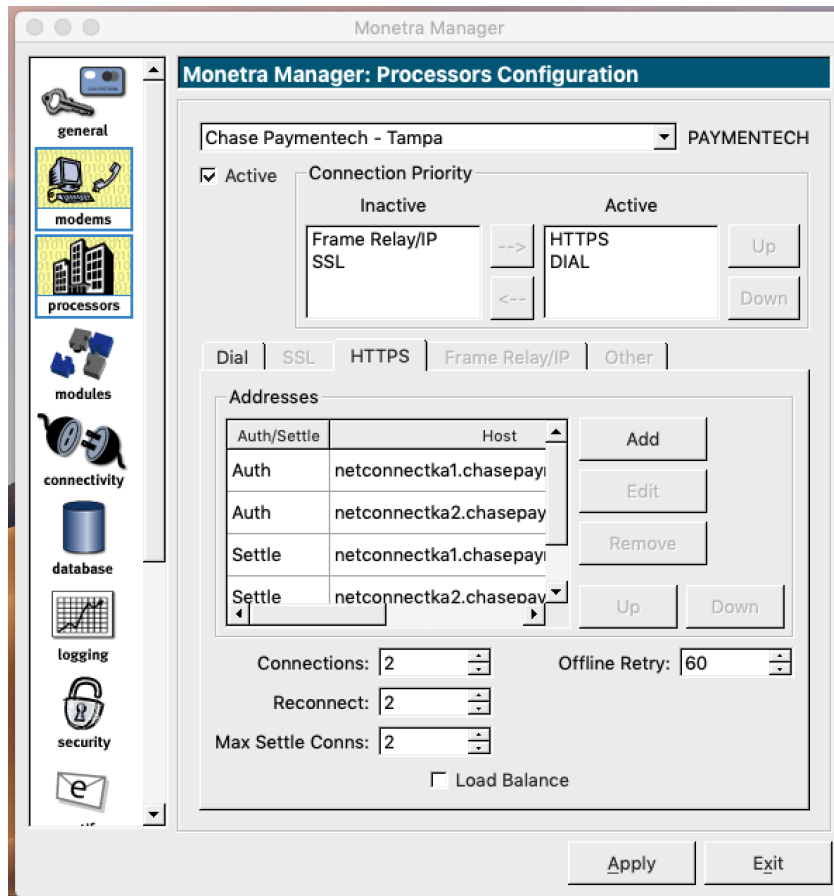 Monetra Manager
general
modems
processors
modules
connectivity
database
logging
security
Monetra Manager: Processors Configuration
Chase Paymentech - Tampa PAYMENTECH
Active
Connection Priority
Inactive Active
Frame Relay/IP
SSL
-->
<--
HTTPS
DIAL
Up
Down
Dial SSL HTTPS Frame Relay/IP Other
Addresses
Auth/Settle Host
Auth netconnectka1.chasepay
Auth netconnectka2.chasepay
Settle netconnectka1.chasepay
Settle netconnectka2.chasepay
Add
Edit
Remove
Up Down
Connections: 2 Offline Retry: 60
Reconnect: 2
Max Settle Conns: 2
Load Balance
Apply Exit